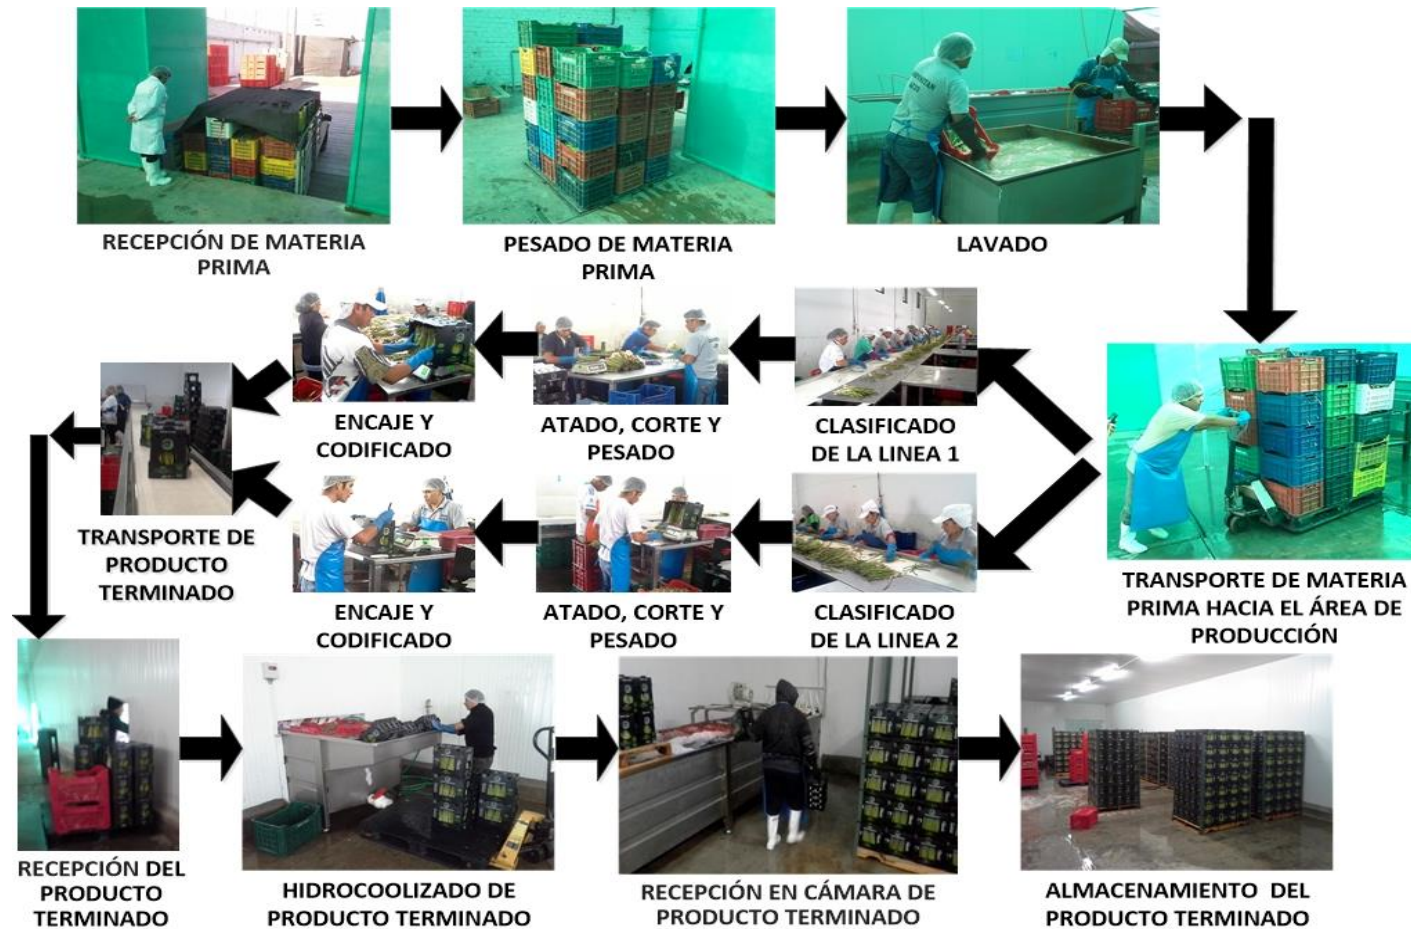 RECEPCIÓN DE MATERIA
PRIMA
PESADO DE MATERIA
PRIMA
LAVADO
ENCAJE Y
CODIFICADO
ATADO, CORTE Y
PESADO
CLASIFICADO
DE LA LINEA 1
TRANSPORTE DE
PRODUCTO
TERMINADO
ENCAJE Y
CODIFICADO
ATADO, CORTE Y
PESADO
CLASIFICADO
DE LA LINEA 2
TRANSPORTE DE MATERIA
PRIMA HACIA EL ÁREA DE
PRODUCCIÓN
RECEPCIÓN DEL
PRODUCTO
TERMINADO
HIDROCOOLIZADO DE
PRODUCTO TERMINADO
RECEPCIÓN EN CÁMARA DE
PRODUCTO TERMINADO
ALMACENAMIENTO DEL
PRODUCTO TERMINADO